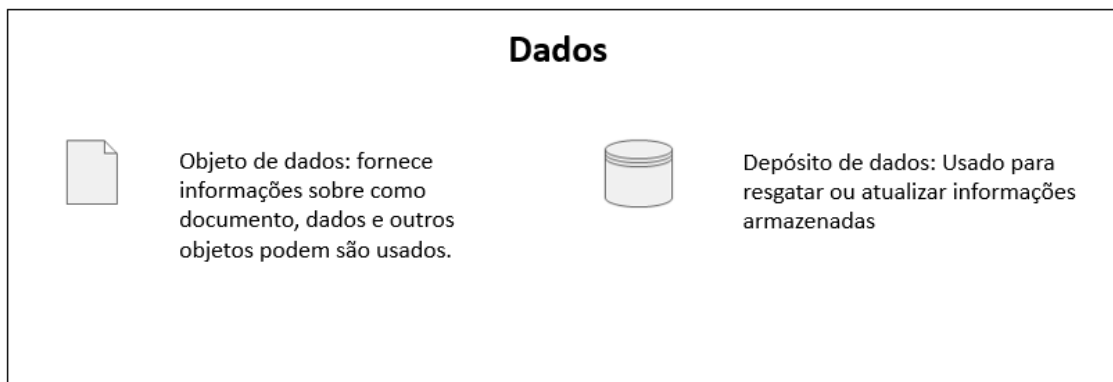 Dados
Objeto de dados: fornece
informações sobre como
documento, dados e outros
objetos podem são usados.
Depósito de dados: Usado para
resgatar ou atualizar informações
armazenadas